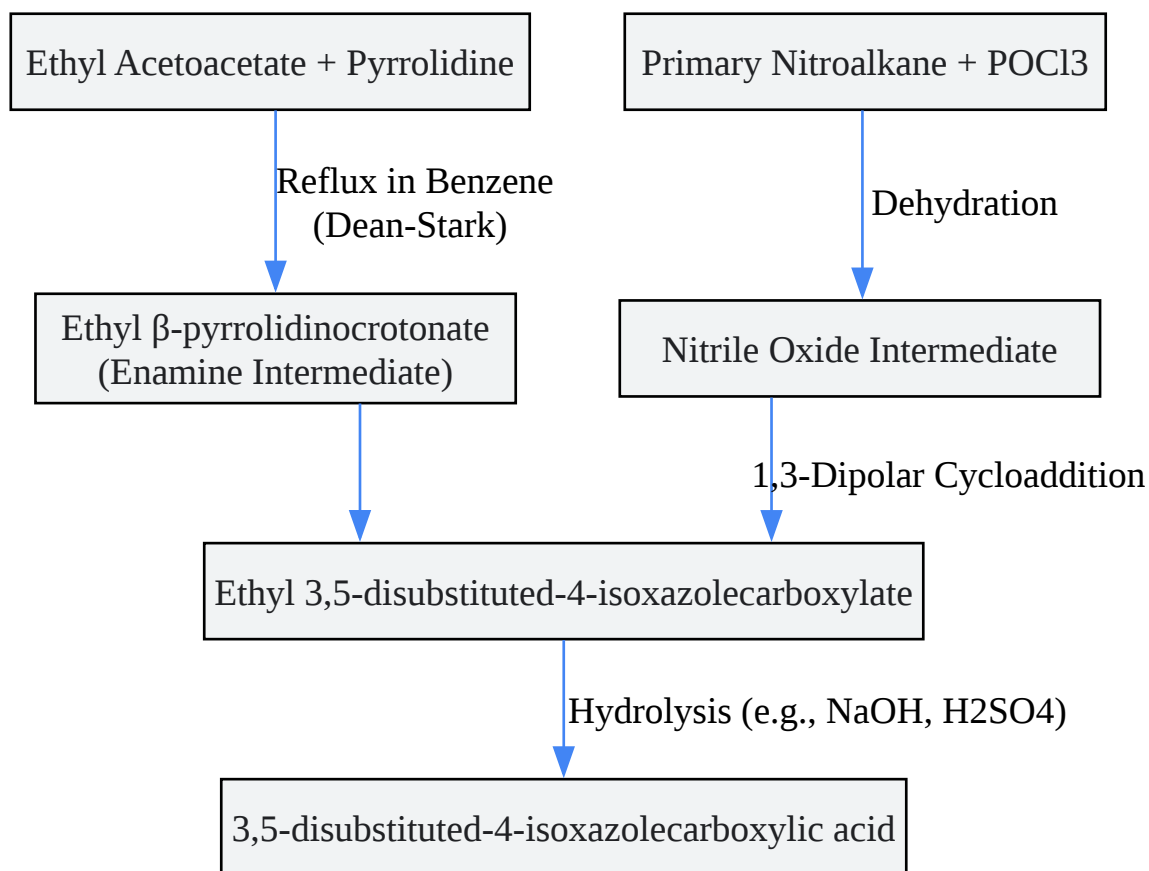 Ethyl Acetoacetate + Pyrrolidine
Primary Nitroalkane + POCl3
Reflux in Benzene
(Dean-Stark)
Dehydration
Ethyl β-pyrrolidinocrotonate
(Enamine Intermediate)
Nitrile Oxide Intermediate
1,3-Dipolar Cycloaddition
Ethyl 3,5-disubstituted-4-isoxazolecarboxylate
Hydrolysis (e.g., NaOH, H2SO4)
3,5-disubstituted-4-isoxazolecarboxylic acid